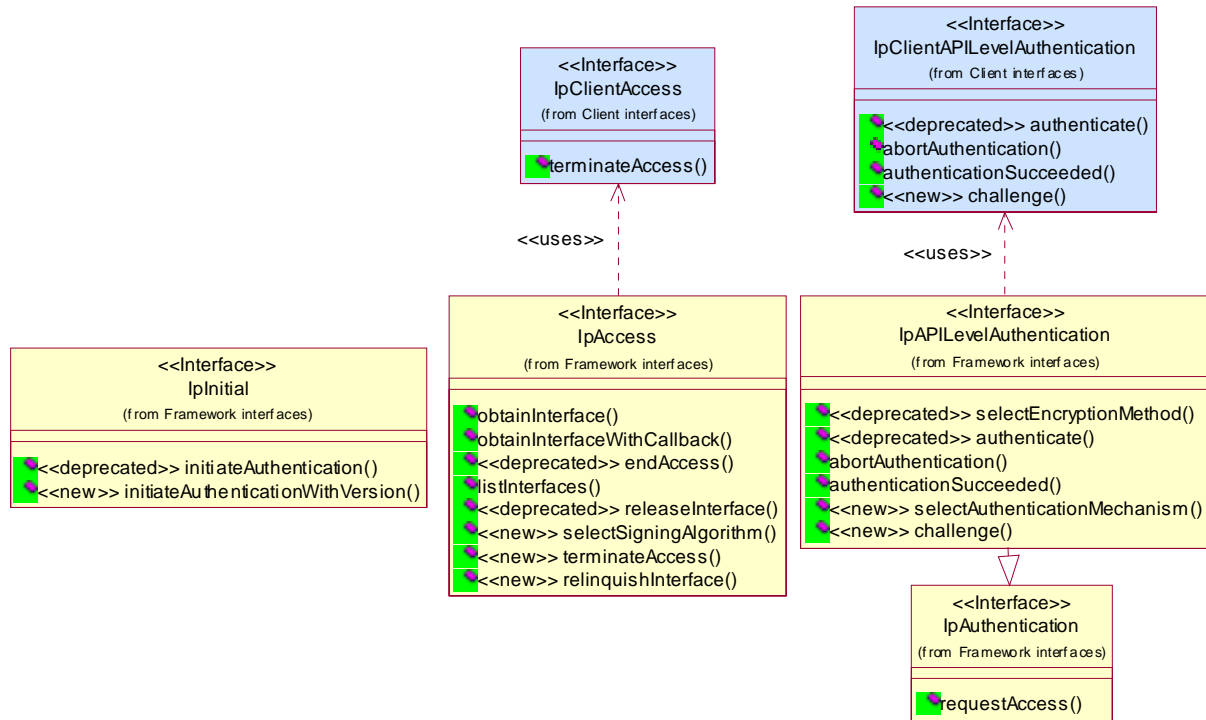 <<Interface>>
IpClientAccess
(from Client interfaces)
terminateAccess()
<<Interface>>
IpClientAPILevelAuthentication
(from Client interfaces)
<<deprecated>> authenticate()
abortAuthentication()
authenticationSucceeded()
<<new>> challenge()
<<uses>>
<<uses>>
<<Interface>>
IpInitial
(from Framework interfaces)
<<deprecated>> initiateAuthentication()
<<new>> initiateAuthenticationWithVersion()
<<Interface>>
IpAccess
(from Framework interfaces)
obtainInterface()
obtainInterfaceWithCallback()
<<deprecated>> endAccess()
listInterfaces()
<<deprecated>> releaseInterface()
<<new>> selectSigningAlgorithm()
<<new>> terminateAccess()
<<new>> relinquishInterface()
<<Interface>>
IpAPILevelAuthentication
(from Framework interfaces)
<<deprecated>> selectEncryptionMethod()
<<deprecated>> authenticate()
abortAuthentication()
authenticationSucceeded()
<<new>> selectAuthenticationMechanism()
<<new>> challenge()
<<Interface>>
IpAuthentication
(from Framework interfaces)
requestAccess()